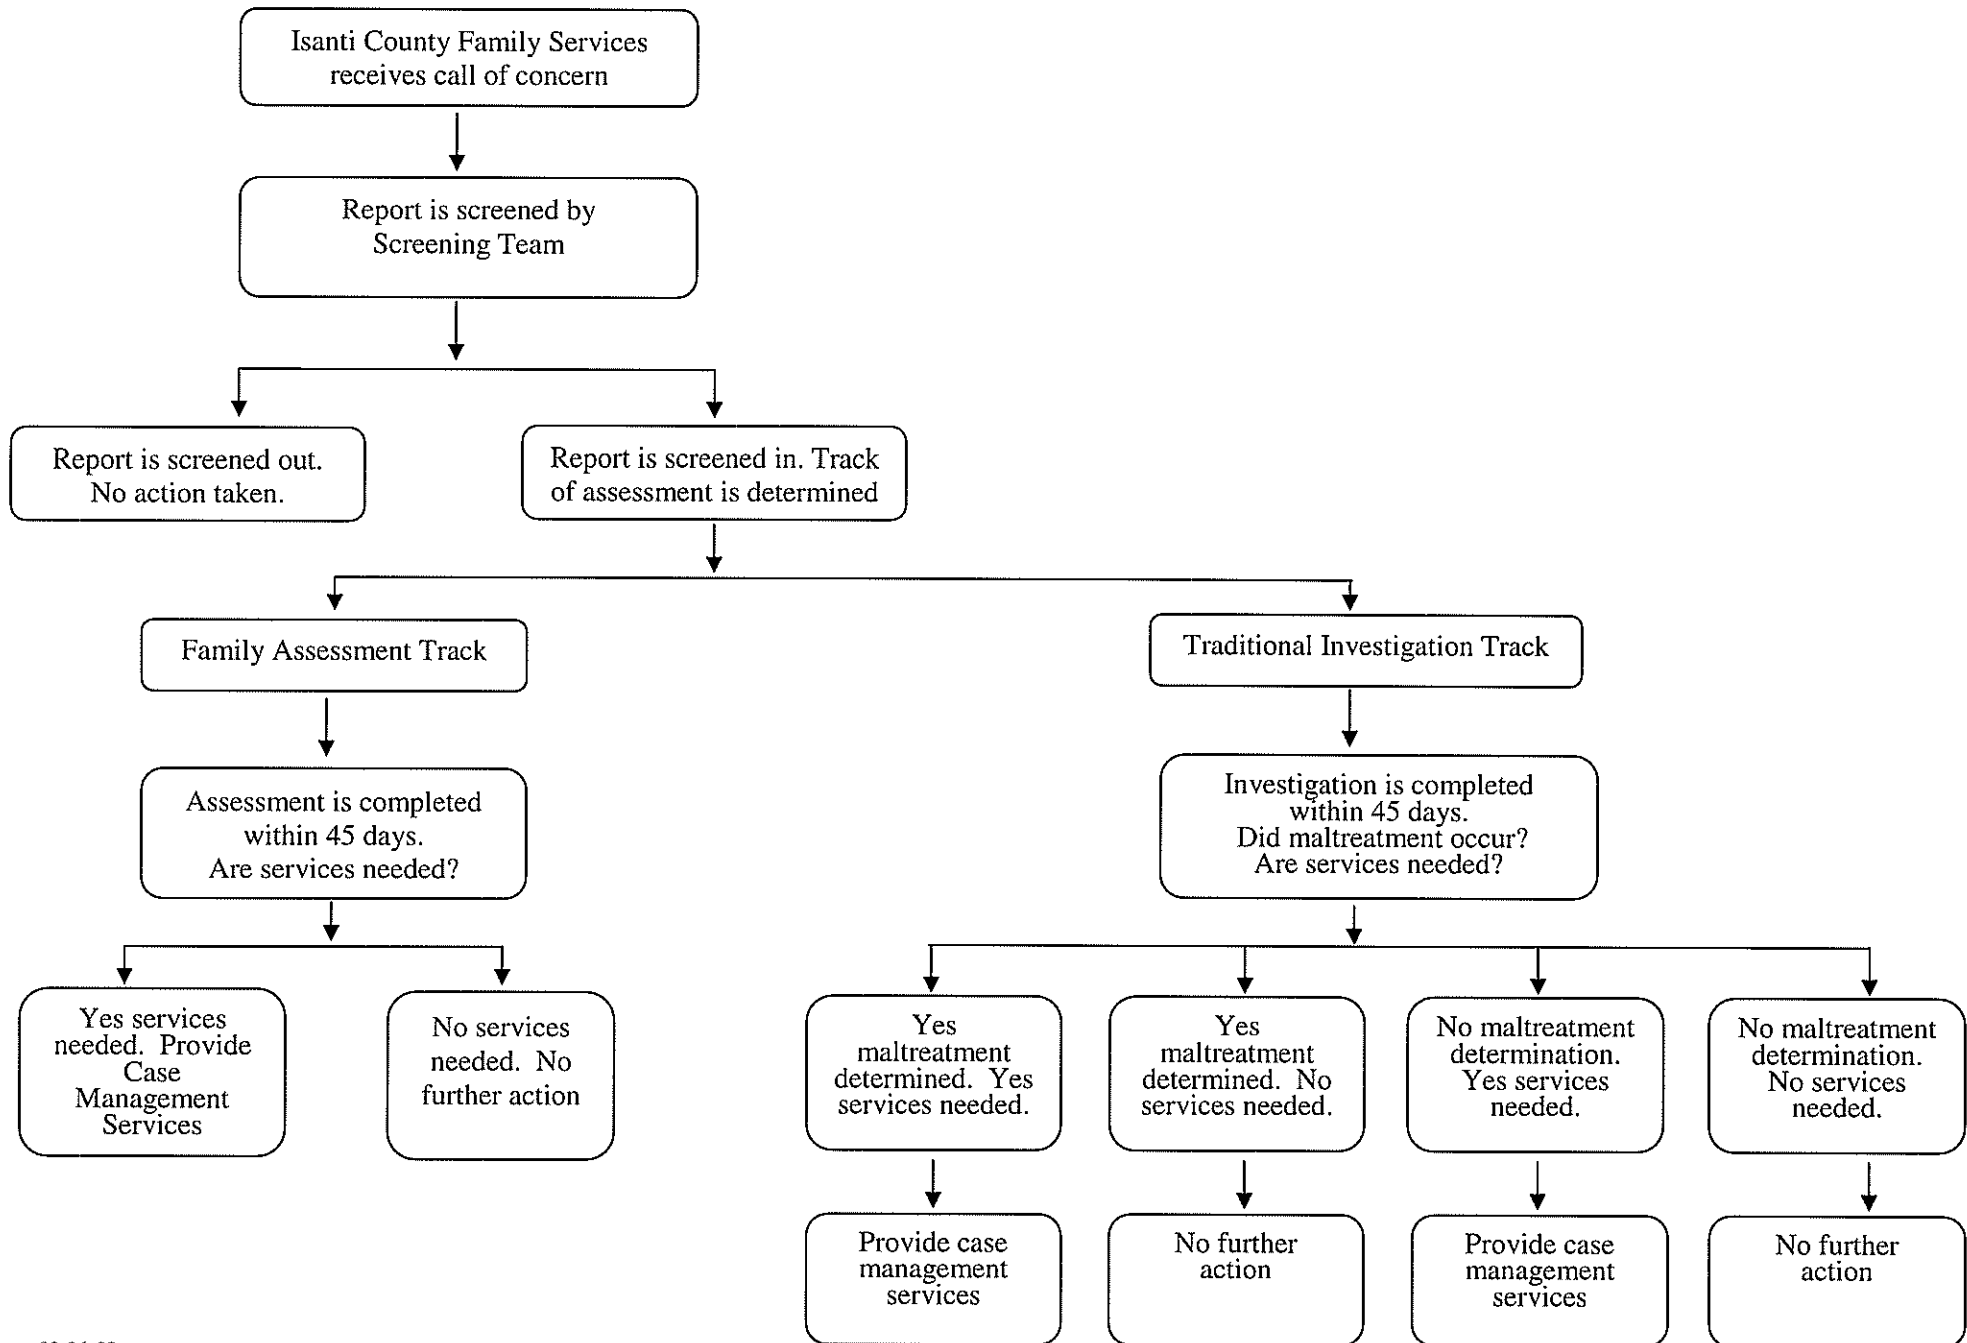 Isanti County Family Services
receives call of concern
Report is screened by
Screening Team
Report is screened out.
No action taken.
Report is screened in. Track
of assessment is determined
Family Assessment Track
Traditional Investigation Track
Assessment is completed
within 45 days.
Are services needed?
Investigation is completed
within 45 days.
Did maltreatment occur?
Are services needed?
Yes services
needed. Provide
Case
Management
Services
No services
needed. No
further action
Yes
maltreatment
determined. Yes
services needed.
Yes
maltreatment
determined. No
services needed.
No maltreatment
determination.
Yes services
needed.
No maltreatment
determination.
No services
needed.
Provide case
management
services
No further
action
Provide case
management
services
No further
action